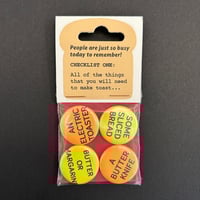 People are just so busy
today to remember!
CHECKLIST ONE:
All of the things
that you will need
to make toast...
AN
ELECTRIC
TOASTER
SOME
SLICED
BREAD
BUTTER
OR
MARGARINE
A
BUTTER
KNIFE